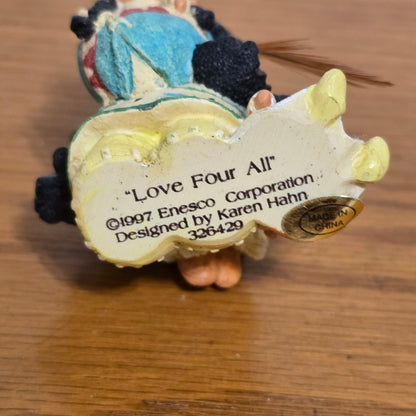 "Love Four All"
©1997 Enesco Corporation
Designed by Karen Hahn
326429
MADE IN
CHINA